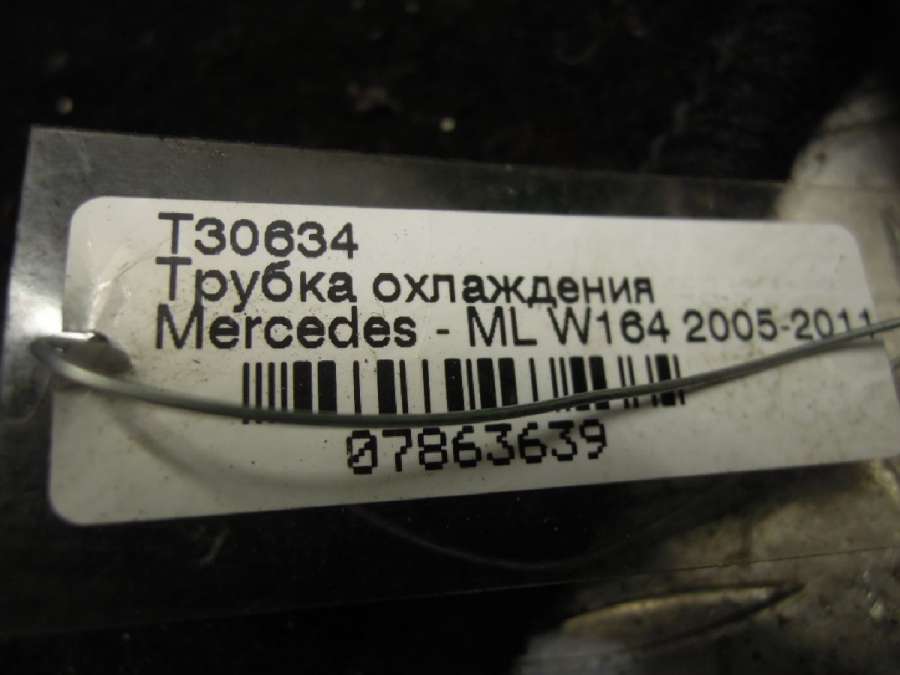 T30634
Трубка охлаждения
Mercedes - ML W164 2005-2011
07863639